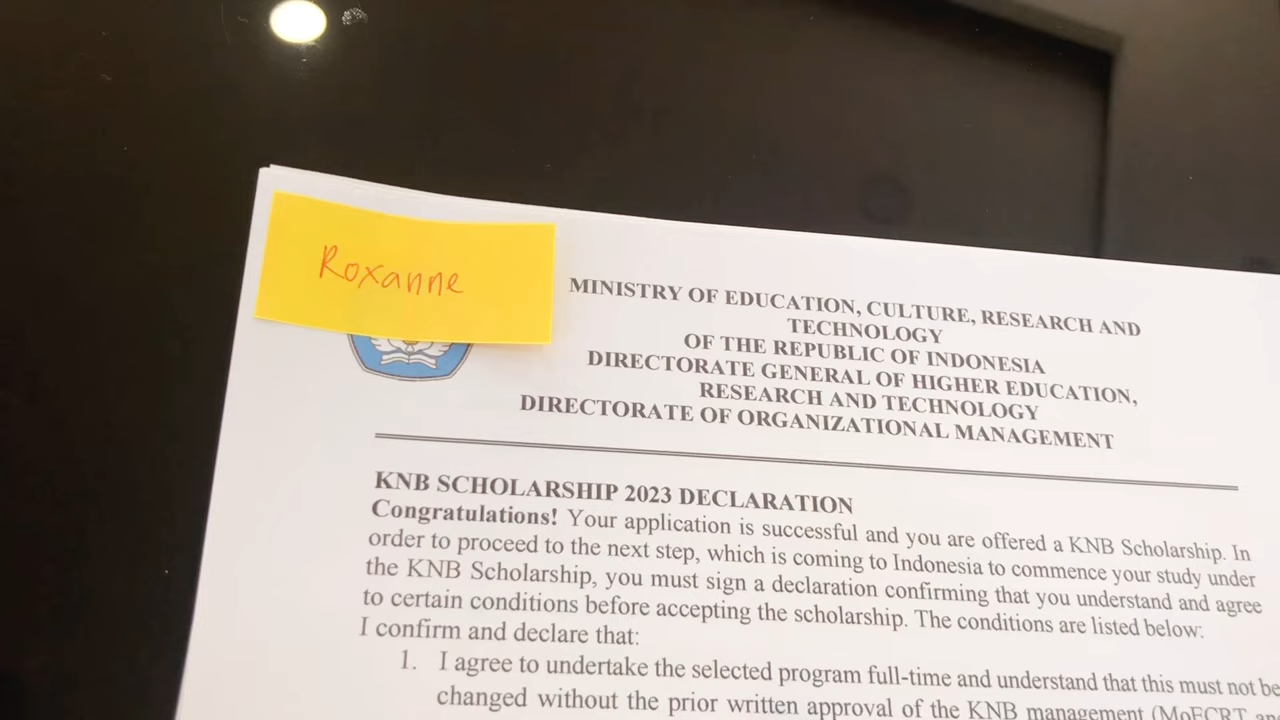 Roxanne
MINISTRY OF EDUCATION, CULTURE, RESEARCH AND
TECHNOLOGY
OF THE REPUBLIC OF INDONESIA
DIRECTORATE GENERAL OF HIGHER EDUCATION,
RESEARCH AND TECHNOLOGY
DIRECTORATE OF ORGANIZATIONAL MANAGEMENT
KNB SCHOLARSHIP 2023 DECLARATION
Congratulations! Your application is successful and you are offered a KNB Scholarship. In
order to proceed to the next step, which is coming to Indonesia to commence your study under
the KNB Scholarship, you must sign a declaration confirming that you understand and agree
to certain conditions before accepting the scholarship. The conditions are listed below:
I confirm and declare that:
1. I agree to undertake the selected program full-time and understand that this must not be
changed without the prior written approval of the KNB management (MoECRT and